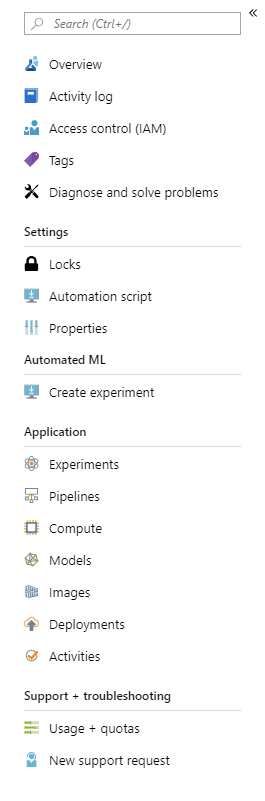 Search (Ctrl+/)
«
Overview
Activity log
Access control (IAM)
Tags
Diagnose and solve problems
Settings
Locks
Automation script
Properties
Automated ML
Create experiment
Application
Experiments
Pipelines
Compute
Models
Images
Deployments
Activities
Support + troubleshooting
Usage + quotas
New support request